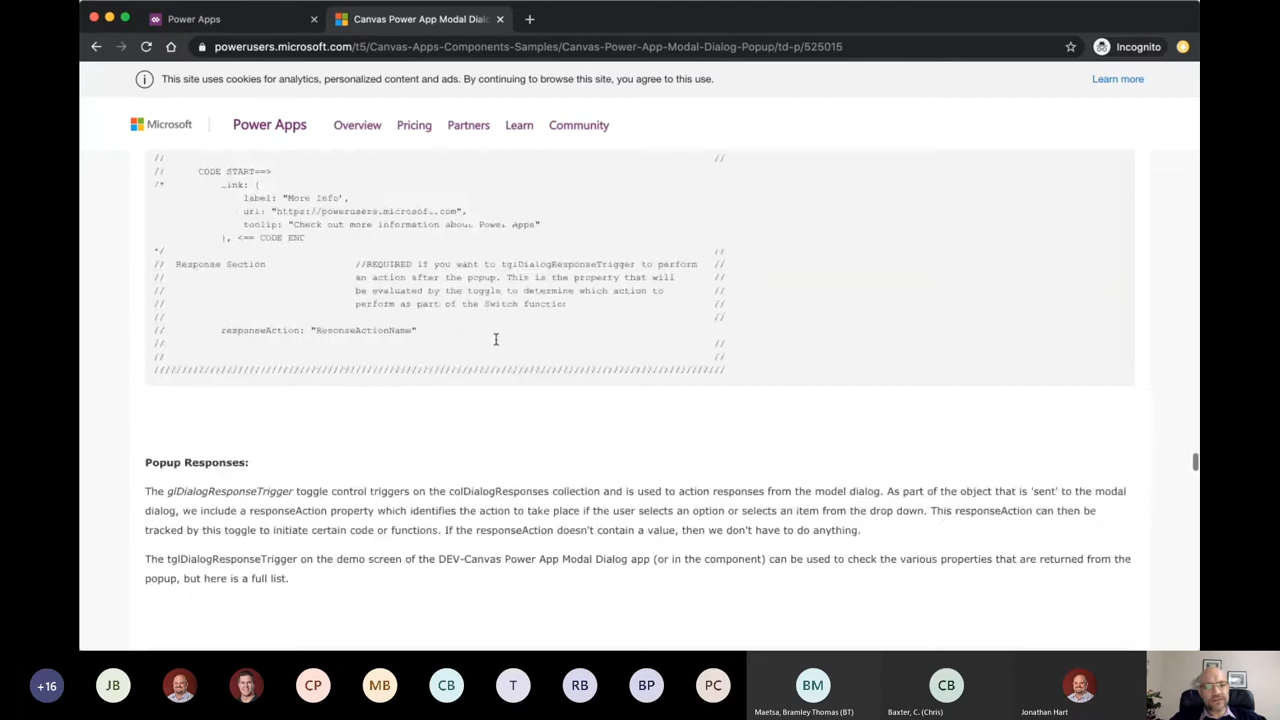 Power Apps
Canvas Power App Modal Dialo
powerusers.microsoft.com/t5/Canvas-Apps-Components-Samples/Canvas-Power-App-Modal-Dialog-Popup/td-p/525015
Incognito
This site uses cookies for analytics, personalized content and ads. By continuing to browse this site, you agree to this use.
Learn more
Microsoft
Power Apps
Overview
Pricing
Partners
Learn
Community
// //
// CODE START==>
/* link: {
label: "More Info",
url: "https://powerusers.microsoft.com",
toolip: "Check out more information about Power Apps"
}, <== CODE END
*/ //
// Response Section //REQUIRED if you want to tglDialogResponseTrigger to perform //
// an action after the popup. This is the property that will //
// be evaluated by the toggle to determine which action to //
// perform as part of the Switch function //
// //
// responseAction: "ResonseActionName"
// //
// //
////////////////////////////////////////////////////////////////////////////////////////
Popup Responses:
The glDialogResponseTrigger toggle control triggers on the colDialogResponses collection and is used to action responses from the model dialog. As part of the object that is 'sent' to the modal
dialog, we include a responseAction property which identifies the action to take place if the user selects an option or selects an item from the drop down. This responseAction can then be
tracked by this toggle to initiate certain code or functions. If the responseAction doesn't contain a value, then we don't have to do anything.
The tglDialogResponseTrigger on the demo screen of the DEV-Canvas Power App Modal Dialog app (or in the component) can be used to check the various properties that are returned from the
popup, but here is a full list.
+16
JB
CP
MB
CB
T
RB
BP
PC
BM
CB
Maetsa, Bramley Thomas (BT)
Baxter, C. (Chris)
Jonathan Hart